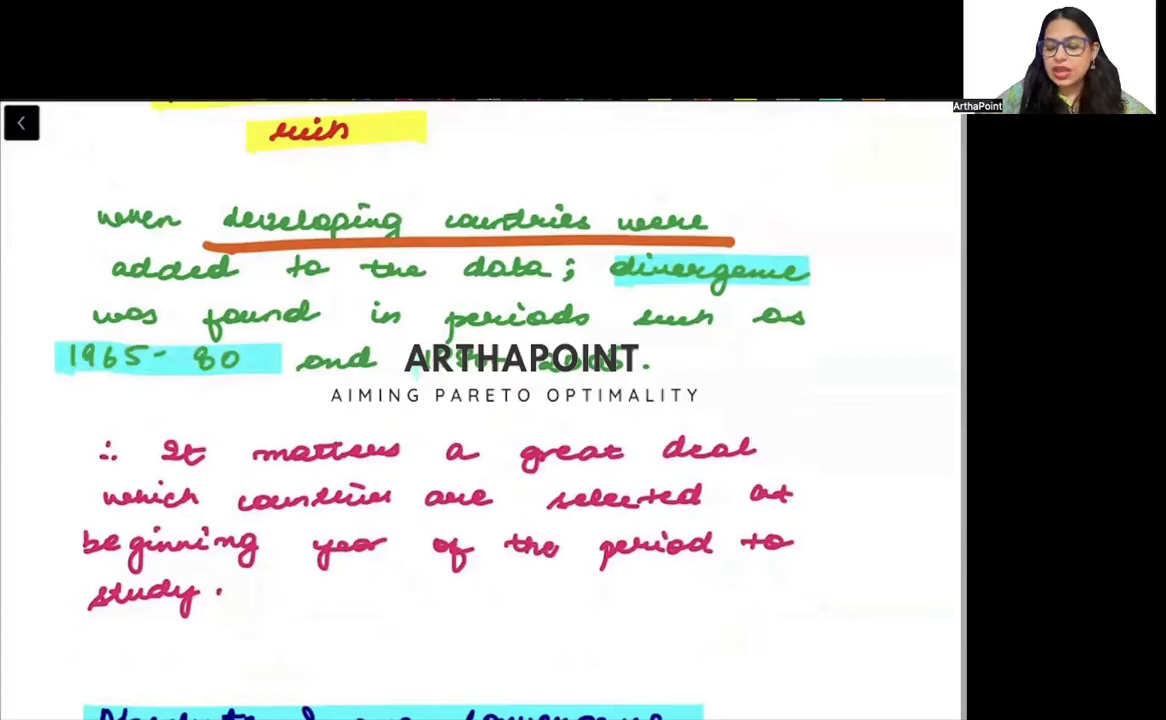 ArthaPoint
rich
when developing countries were
added to the data; divergence
was found in periods such as
1965-80 and
ARTHAPOINT
AIMING PARETO OPTIMALITY
∴ It matters a great deal
which countries are selected at
beginning year of the period to
study.